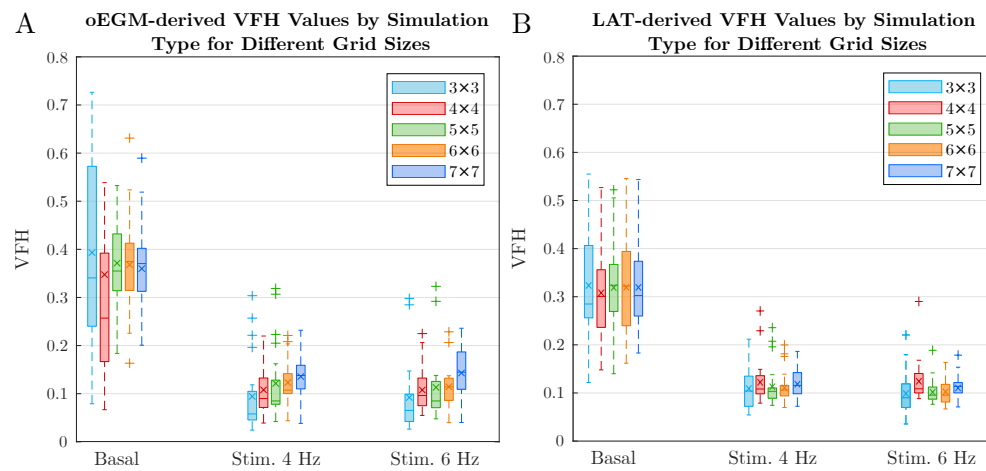 A
oEGM-derived VFH Values by Simulation
Type for Different Grid Sizes
0.8
0.7
0.6
0.5
0.4
0.3
0.2
0.1
0
VFH
3×3
4×4
5×5
6×6
7×7
Basal
Stim. 4 Hz
Stim. 6 Hz
B
LAT-derived VFH Values by Simulation
Type for Different Grid Sizes
0.8
0.7
0.6
0.5
0.4
0.3
0.2
0.1
0
VFH
3×3
4×4
5×5
6×6
7×7
Basal
Stim. 4 Hz
Stim. 6 Hz